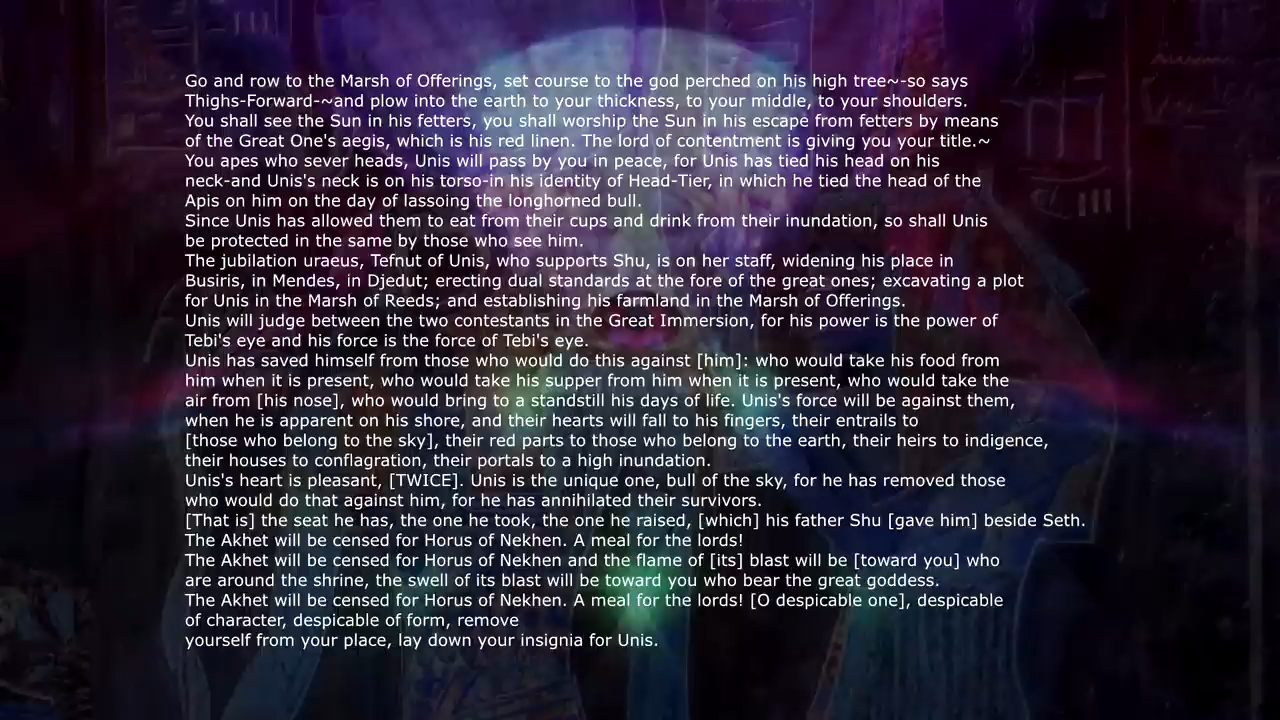 Go and row to the Marsh of Offerings, set course to the god perched on his high tree~-so says
Thighs-Forward-~and plow into the earth to your thickness, to your middle, to your shoulders.
You shall see the Sun in his fetters, you shall worship the Sun in his escape from fetters by means
of the Great One's aegis, which is his red linen. The lord of contentment is giving you your title.~
You apes who sever heads, Unis will pass by you in peace, for Unis has tied his head on his
neck-and Unis's neck is on his torso-in his identity of Head-Tier, in which he tied the head of the
Apis on him on the day of lassoing the longhorned bull.
Since Unis has allowed them to eat from their cups and drink from their inundation, so shall Unis
be protected in the same by those who see him.
The jubilation uraeus, Tefnut of Unis, who supports Shu, is on her staff, widening his place in
Busiris, in Mendes, in Djedut; erecting dual standards at the fore of the great ones; excavating a plot
for Unis in the Marsh of Reeds; and establishing his farmland in the Marsh of Offerings.
Unis will judge between the two contestants in the Great Immersion, for his power is the power of
Tebi's eye and his force is the force of Tebi's eye.
Unis has saved himself from those who would do this against [him]: who would take his food from
him when it is present, who would take his supper from him when it is present, who would take the
air from [his nose], who would bring to a standstill his days of life. Unis's force will be against them,
when he is apparent on his shore, and their hearts will fall to his fingers, their entrails to
[those who belong to the sky], their red parts to those who belong to the earth, their heirs to indigence,
their houses to conflagration, their portals to a high inundation.
Unis's heart is pleasant, [TWICE]. Unis is the unique one, bull of the sky, for he has removed those
who would do that against him, for he has annihilated their survivors.
[That is] the seat he has, the one he took, the one he raised, [which] his father Shu [gave him] beside Seth.
The Akhet will be censed for Horus of Nekhen. A meal for the lords!
The Akhet will be censed for Horus of Nekhen and the flame of [its] blast will be [toward you] who
are around the shrine, the swell of its blast will be toward you who bear the great goddess.
The Akhet will be censed for Horus of Nekhen. A meal for the lords! [O despicable one], despicable
of character, despicable of form, remove
yourself from your place, lay down your insignia for Unis.